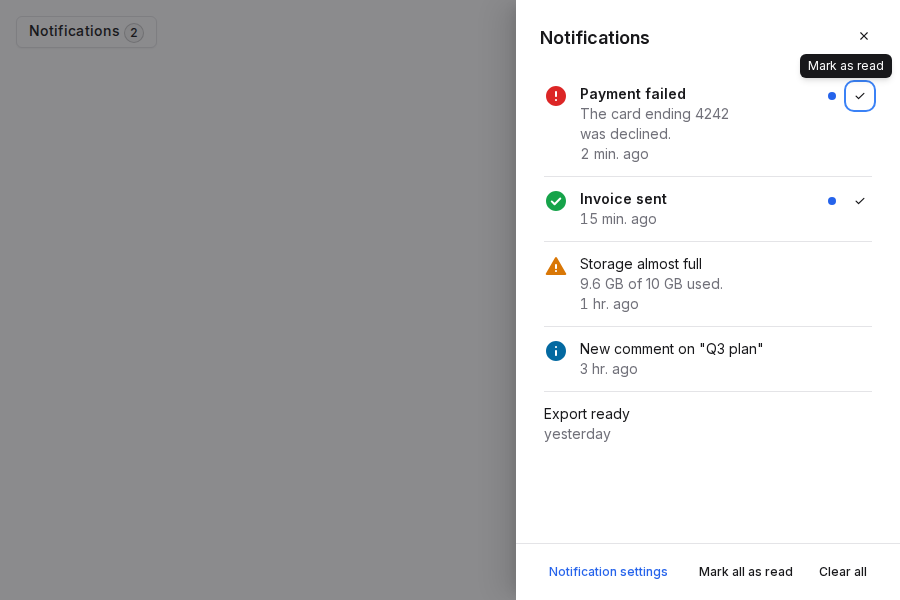 Notifications 2
Notifications
Mark as read
Payment failed
The card ending 4242
was declined.
2 min. ago
Invoice sent
15 min. ago
Storage almost full
9.6 GB of 10 GB used.
1 hr. ago
New comment on "Q3 plan"
3 hr. ago
Export ready
yesterday
Notification settings Mark all as read Clear all